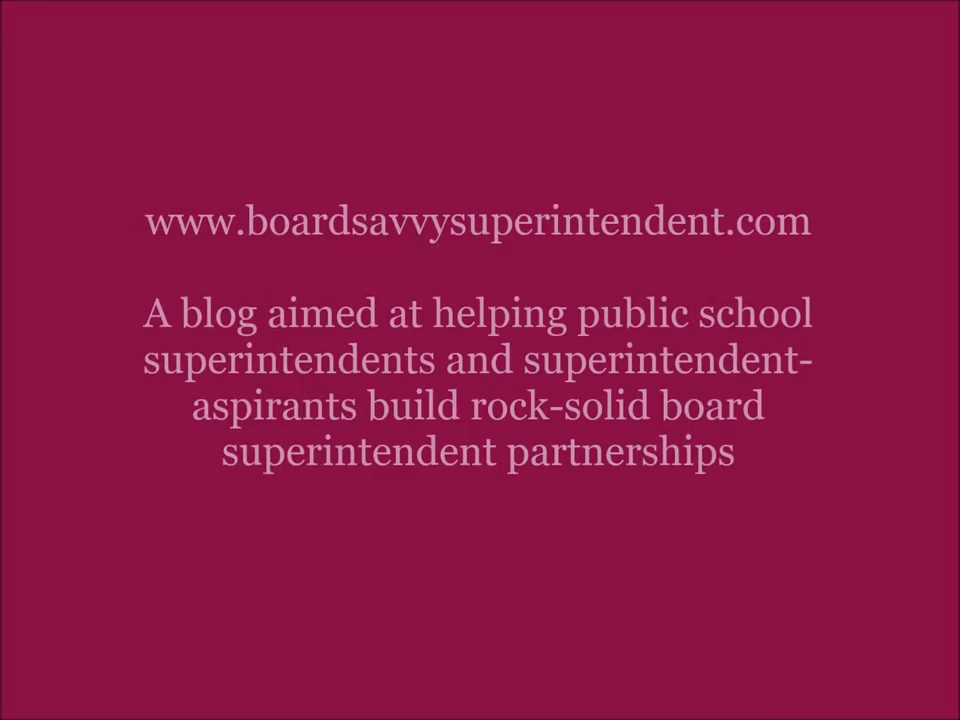 www.boardsavvysuperintendent.com
A blog aimed at helping public school
superintendents and superintendent-
aspirants build rock-solid board
superintendent partnerships